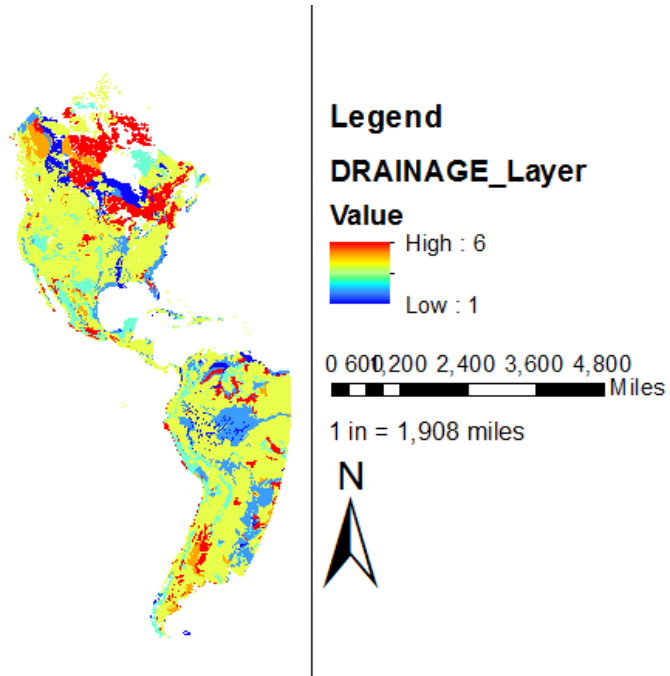 Legend
DRAINAGE_Layer
Value
High : 6
Low : 1
0 600 1,200 2,400 3,600 4,800
Miles
1 in = 1,908 miles
N